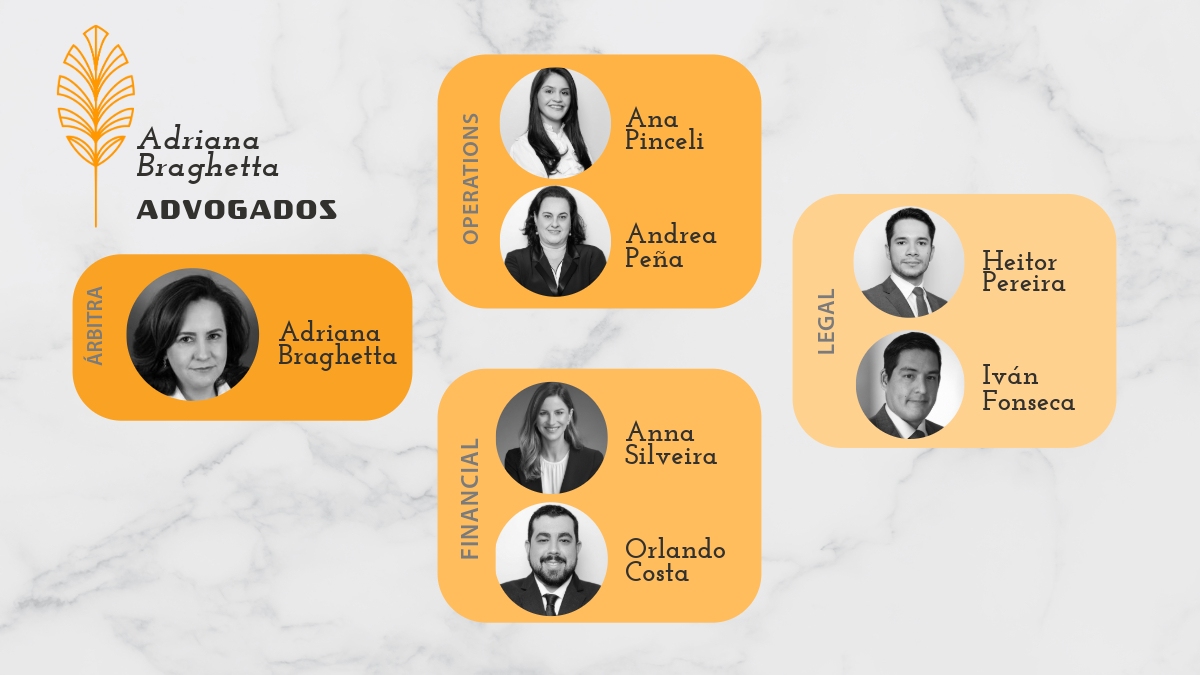 Adriana
Braghetta
ADVOGADOS
ÁRBITRA
Adriana
Braghetta
OPERATIONS
Ana
Pinceli
Andrea
Peña
FINANCIAL
Anna
Silveira
Orlando
Costa
LEGAL
Heitor
Pereira
Iván
Fonseca